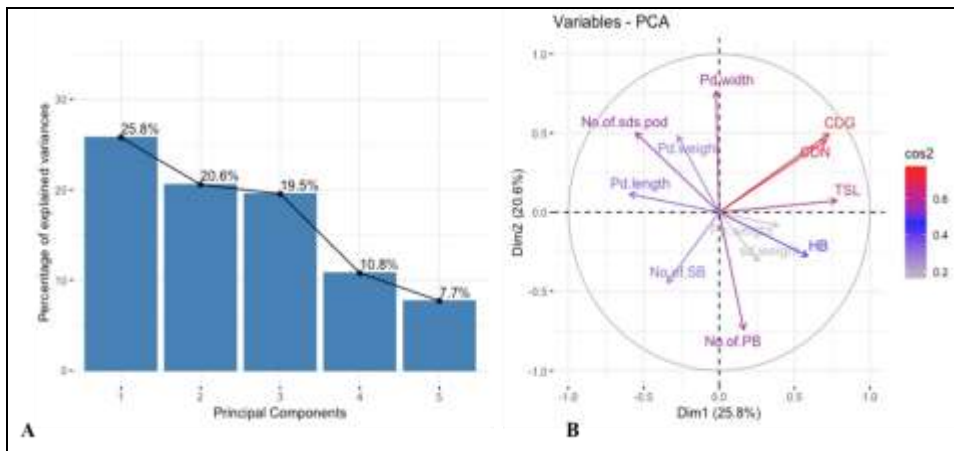 Percentage of explained variances
30
20
10
0
25.8%
20.6%
19.5%
10.8%
7.7%
1 2 3 4 5
Principal Components
A
Variables - PCA
1.0
0.5
0.0
-0.5
-1.0
Dim2 (20.6%)
Pd.width
No.of.sds.pod
Pd.weigh
Pd.length
CDG
CDN
TSL
HB
No.of.SB
No.of.PB
-1.0 -0.5 0.0 0.5 1.0
Dim1 (25.8%)
B
cos2
0.6
0.4
0.2